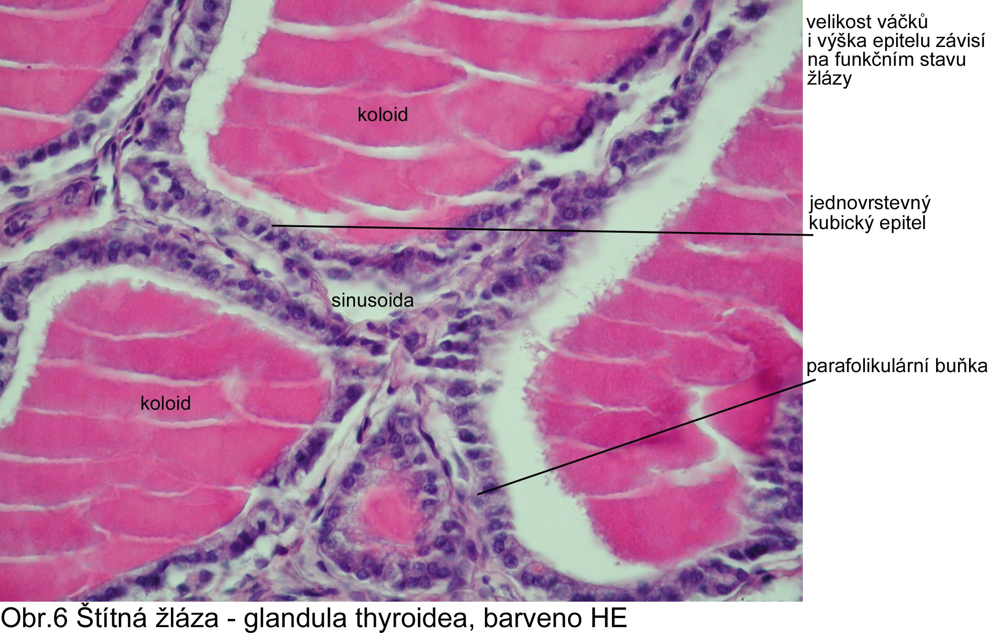 velikost váčků
i výška epitelu závisí
na funkčním stavu
žlázy
koloid
jednovrstevný
kubický epitel
sinusoida
parafolikulární buňka
koloid
Obr.6 Štítná žláza - glandula thyroidea, barveno HE